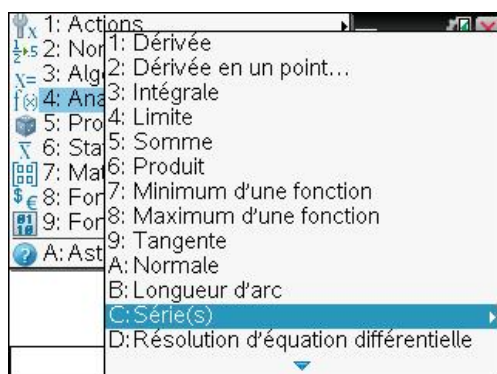 1: Actions
2: Nor
3: Alg
4: Ana
5: Pro
6: Sta
7: Mat
8: For
9: For
A: Ast
1: Dérivée
2: Dérivée en un point...
3: Intégrale
4: Limite
5: Somme
6: Produit
7: Minimum d'une fonction
8: Maximum d'une fonction
9: Tangente
A: Normale
B: Longueur d'arc
C: Série(s)
D: Résolution d'équation différentielle